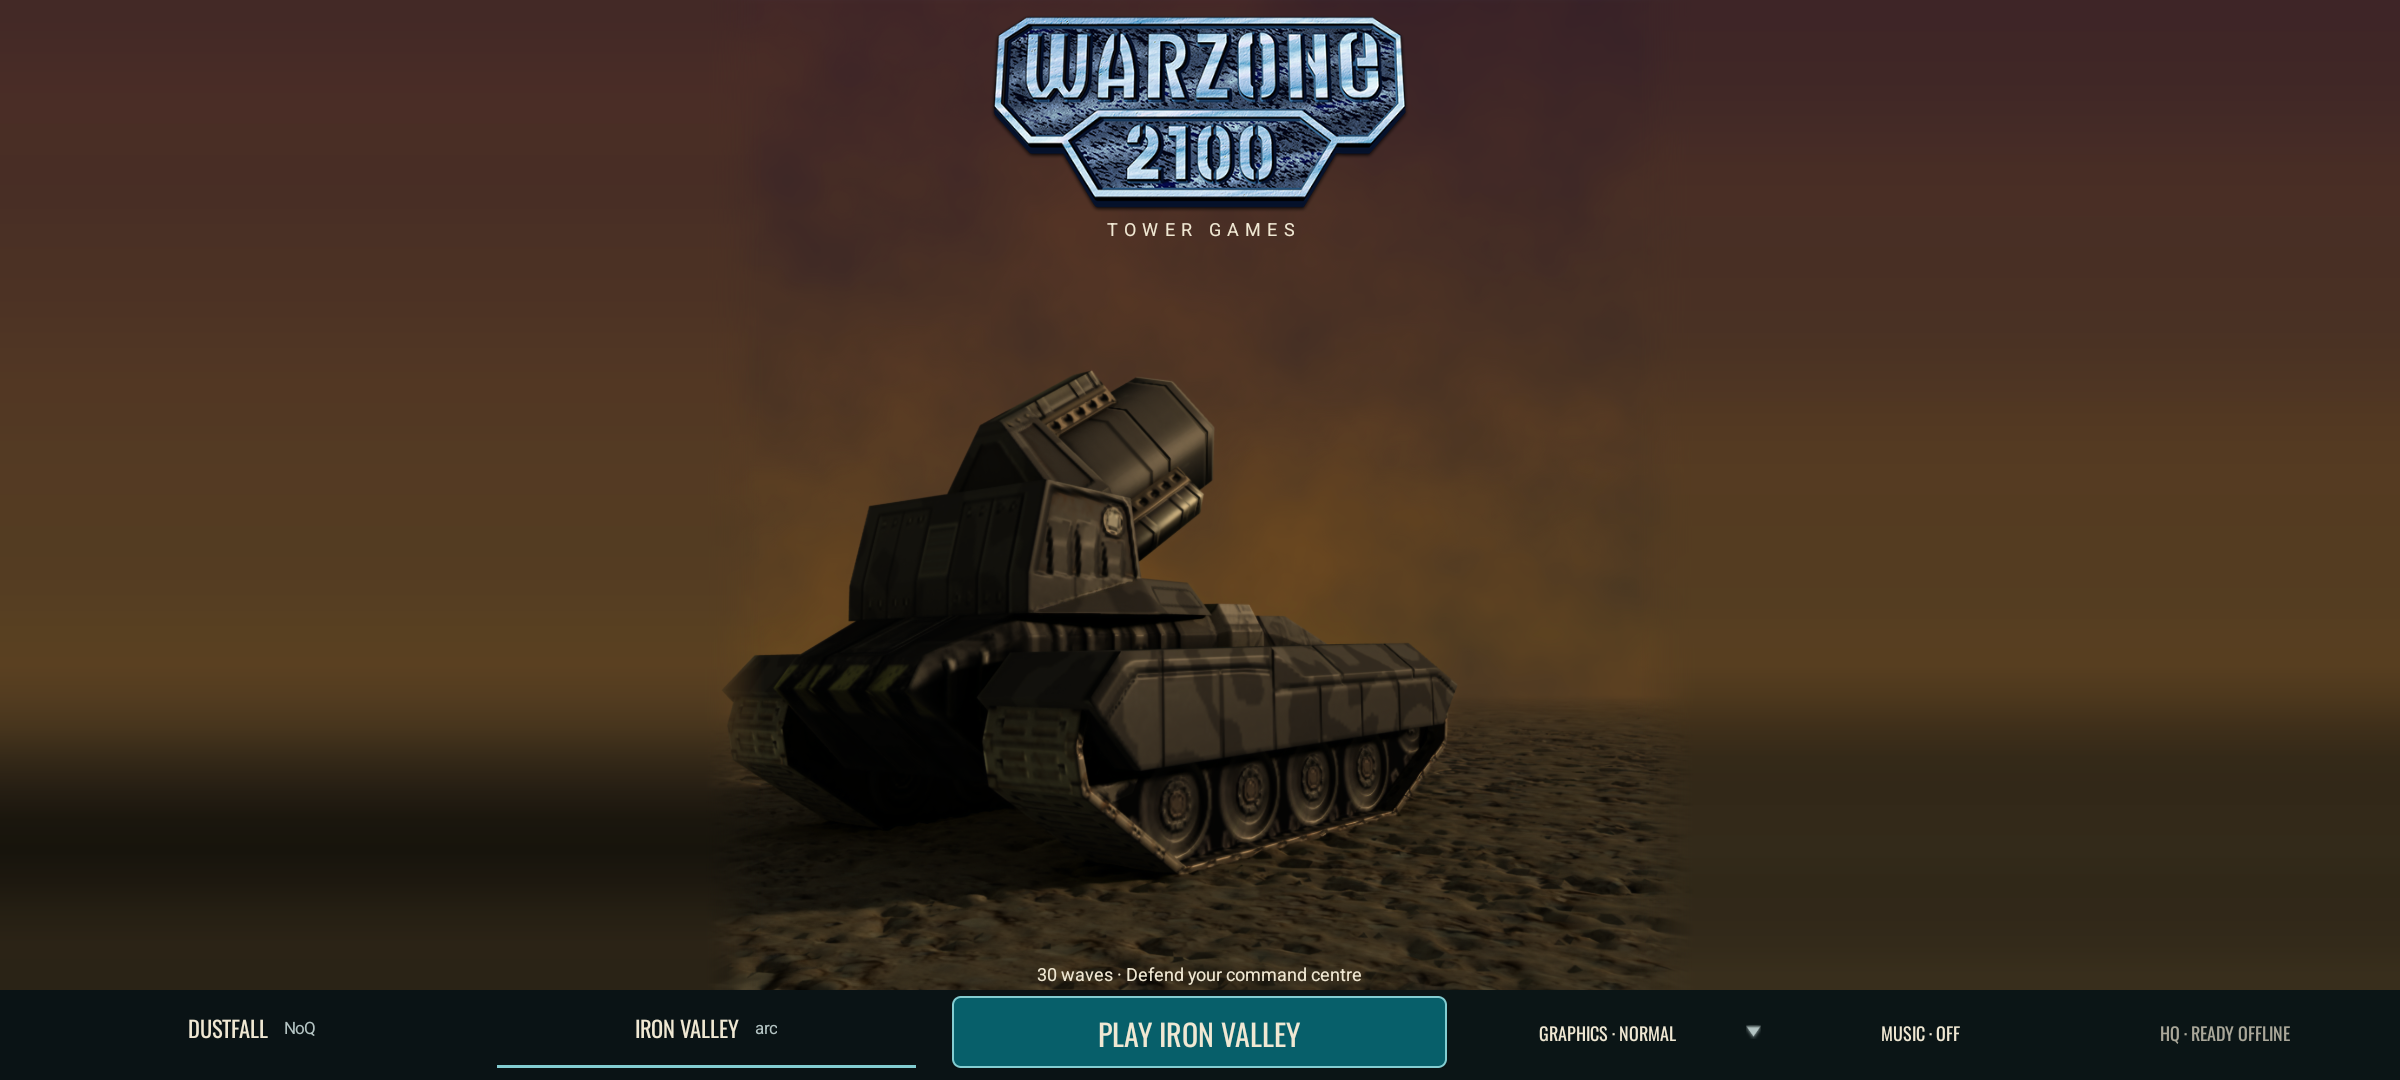 WARZONE
2100
TOWER GAMES
30 waves · Defend your command centre
DUSTFALL NoQ
IRON VALLEY arc
PLAY IRON VALLEY
GRAPHICS · NORMAL
MUSIC · OFF
HQ · READY OFFLINE